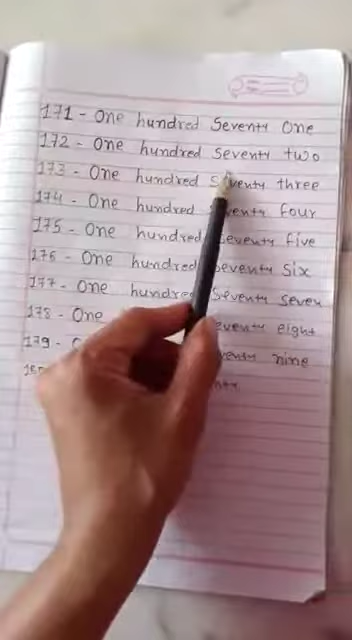 171 - One hundred Seventy One
172 - One hundred Seventy two
173 - One hundred Seventy three
174 - One hundred four
175 - One hundred Seventy five
176 - One hundred Seventy Six
177 - One hundred Seventy Seven
178 - One eight
179 - nine